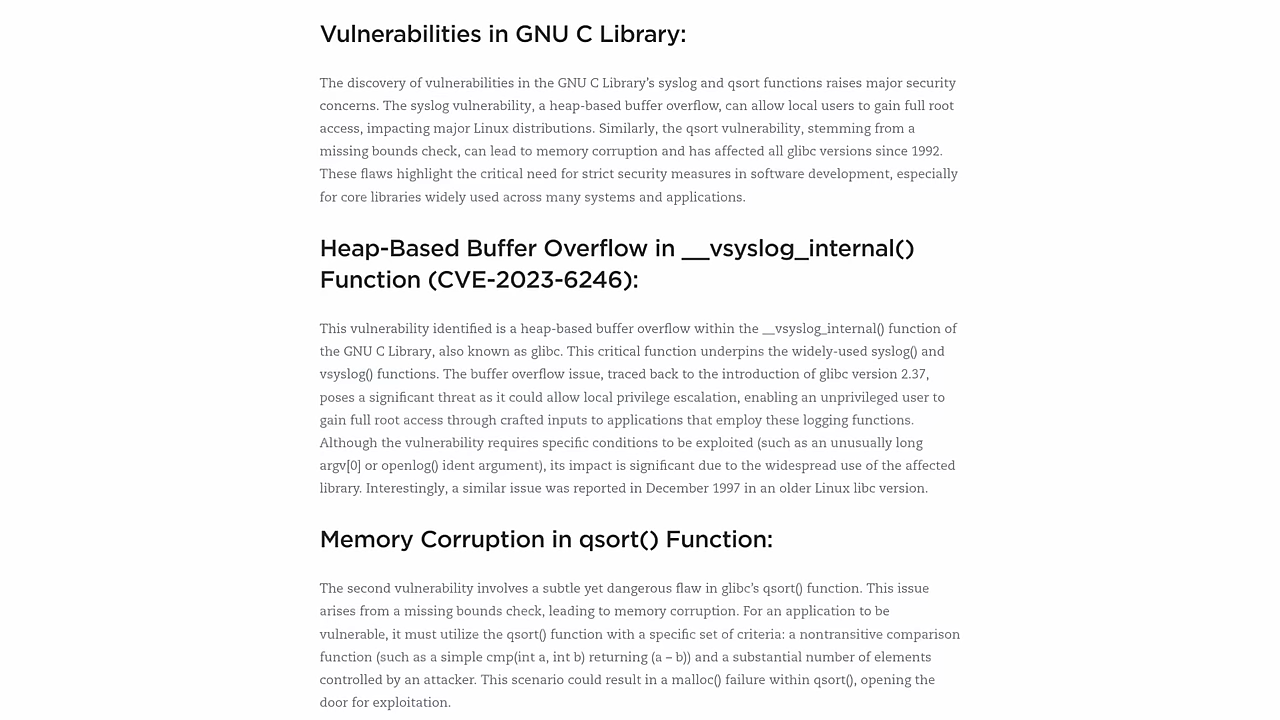 Vulnerabilities in GNU C Library:
The discovery of vulnerabilities in the GNU C Library's syslog and qsort functions raises major security
concerns. The syslog vulnerability, a heap-based buffer overflow, can allow local users to gain full root
access, impacting major Linux distributions. Similarly, the qsort vulnerability, stemming from a
missing bounds check, can lead to memory corruption and has affected all glibc versions since 1992.
These flaws highlight the critical need for strict security measures in software development, especially
for core libraries widely used across many systems and applications.
Heap-Based Buffer Overflow in __vsyslog_internal()
Function (CVE-2023-6246):
This vulnerability identified is a heap-based buffer overflow within the __vsyslog_internal() function of
the GNU C Library, also known as glibc. This critical function underpins the widely-used syslog() and
vsyslog() functions. The buffer overflow issue, traced back to the introduction of glibc version 2.37,
poses a significant threat as it could allow local privilege escalation, enabling an unprivileged user to
gain full root access through crafted inputs to applications that employ these logging functions.
Although the vulnerability requires specific conditions to be exploited (such as an unusually long
argv[0] or openlog() ident argument), its impact is significant due to the widespread use of the affected
library. Interestingly, a similar issue was reported in December 1997 in an older Linux libc version.
Memory Corruption in qsort() Function:
The second vulnerability involves a subtle yet dangerous flaw in glibc's qsort() function. This issue
arises from a missing bounds check, leading to memory corruption. For an application to be
vulnerable, it must utilize the qsort() function with a specific set of criteria: a nontransitive comparison
function (such as a simple cmp(int a, int b) returning (a – b)) and a substantial number of elements
controlled by an attacker. This scenario could result in a malloc() failure within qsort(), opening the
door for exploitation.